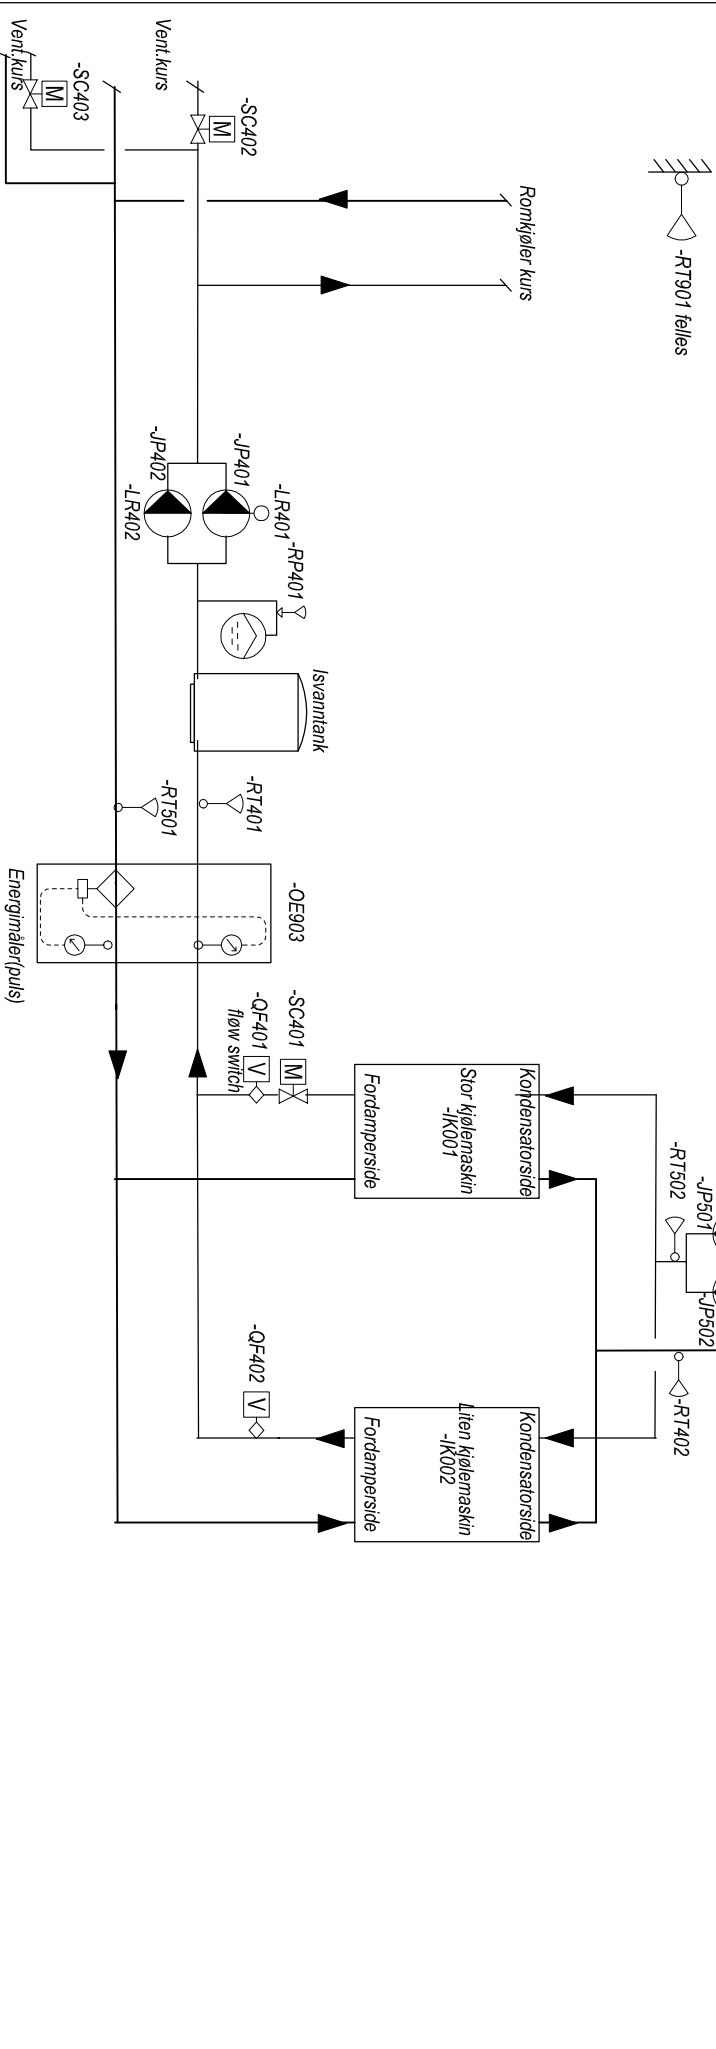 Vent.kurs
-SC403
M
Vent.kurs
-SC402
M
Romkjøler kurs
-RT901 felles
-JP402
-LR402
-JP401
-LR401
-RP401
Isvanntank
-RT501
-RT401
Energimåler(puls)
-OE903
-QF401
fløw switch
V
-SC401
M
Fordamperside
Stor kjølemaskin
-IK001
Kondensatorside
-RT502
-JP501
-JP502
-RT402
-QF402
V
Fordamperside
Liten kjølemaskin
-IK002
Kondensatorside